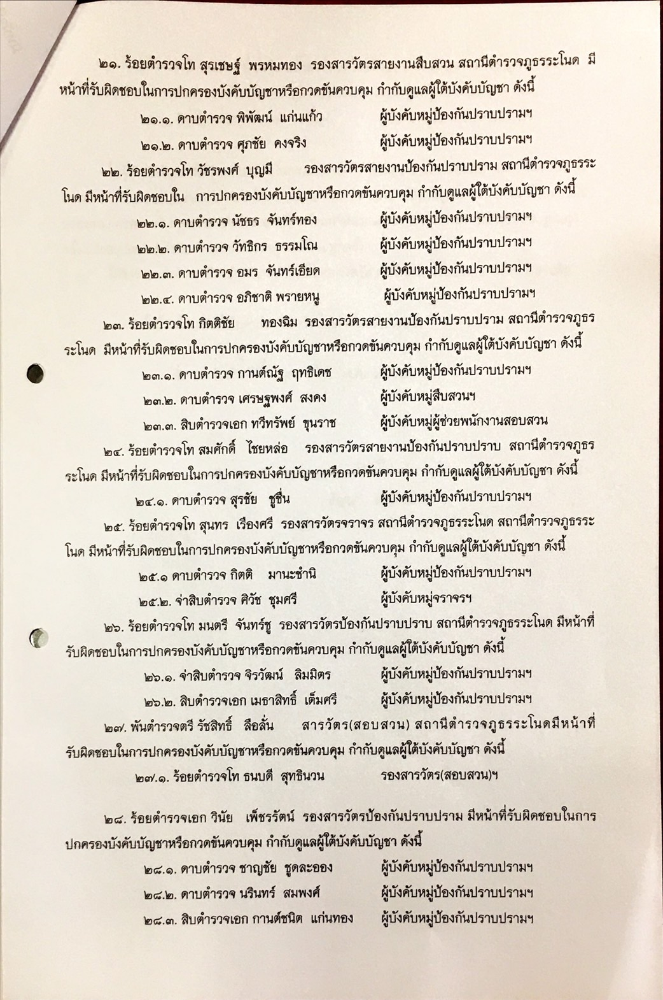 ๒๑. ร้อยตำรวจโท สุรเชษฐ์ พรหมทอง รองสารวัตรสายงานสืบสวน สถานีตำรวจภูธรระโนด มี
หน้าที่รับผิดชอบในการปกครองบังคับบัญชาหรือกวดขันควบคุม กำกับดูแลผู้ใต้บังคับบัญชา ดังนี้
๒๑.๑. ดาบตำรวจ พิพัฒน์ แก่นแก้ว ผู้บังคับหมู่ป้องกันปราบปรามฯ
๒๑.๒. ดาบตำรวจ ศุภชัย คงจริง ผู้บังคับหมู่ป้องกันปราบปรามฯ
๒๒. ร้อยตำรวจโท วัชรพงศ์ บุญมี รองสารวัตรสายงานป้องกันปราบปราม สถานีตำรวจภูธรระ
โนด มีหน้าที่รับผิดชอบใน การปกครองบังคับบัญชาหรือกวดขันควบคุม กำกับดูแลผู้ใต้บังคับบัญชา ดังนี้
๒๒.๑. ดาบตำรวจ นัชธร จันทร์ทอง ผู้บังคับหมู่ป้องกันปราบปรามฯ
๒๒.๒. ดาบตำรวจ วัทธิกร ธรรมโณ ผู้บังคับหมู่ป้องกันปราบปรามฯ
๒๒.๓. ดาบตำรวจ อมร จันทร์เอียด ผู้บังคับหมู่ป้องกันปราบปรามฯ
๒๒.๔. ดาบตำรวจ อภิชาติ พรายหนู ผู้บังคับหมู่ป้องกันปราบปรามฯ
๒๓. ร้อยตำรวจโท กิตติชัย ทองฉิม รองสารวัตรสายงานป้องกันปราบปราม สถานีตำรวจภูธร
ระโนด มีหน้าที่รับผิดชอบในการปกครองบังคับบัญชาหรือกวดขันควบคุม กำกับดูแลผู้ใต้บังคับบัญชา ดังนี้
๒๓.๑. ดาบตำรวจ กานต์ณัฐ ฤทธิเดช ผู้บังคับหมู่ป้องกันปราบปรามฯ
๒๓.๒. ดาบตำรวจ เศรษฐพงศ์ สงคง ผู้บังคับหมู่สืบสวนฯ
๒๓.๓. สิบตำรวจเอก ทวีทรัพย์ ขุนราช ผู้บังคับหมู่ผู้ช่วยพนักงานสอบสวน
๒๔. ร้อยตำรวจโท สมศักดิ์ ไชยหล่อ รองสารวัตรสายงานป้องกันปราบปราบ สถานีตำรวจภูธร
ระโนด มีหน้าที่รับผิดชอบในการปกครองบังคับบัญชาหรือกวดขันควบคุม กำกับดูแลผู้ใต้บังคับบัญชา ดังนี้
๒๔.๑. ดาบตำรวจ สุรชัย ชูชื่น ผู้บังคับหมู่ป้องกันปราบปรามฯ
๒๕. ร้อยตำรวจโท สุนทร เรืองศรี รองสารวัตรจราจร สถานีตำรวจภูธรระโนด สถานีตำรวจภูธรระ
โนด มีหน้าที่รับผิดชอบในการปกครองบังคับบัญชาหรือกวดขันควบคุม กำกับดูแลผู้ใต้บังคับบัญชา ดังนี้
๒๕.๑ ดาบตำรวจ กิตติ มานะชำนิ ผู้บังคับหมู่ป้องกันปราบปรามฯ
๒๕.๒. จ่าสิบตำรวจ ศิวัช ชุมศรี ผู้บังคับหมู่จราจรฯ
๒๖. ร้อยตำรวจโท มนตรี จันทร์ชู รองสารวัตรป้องกันปราบปราบ สถานีตำรวจภูธรระโนด มีหน้าที่
รับผิดชอบในการปกครองบังคับบัญชาหรือกวดขันควบคุม กำกับดูแลผู้ใต้บังคับบัญชา ดังนี้
๒๖.๑. จ่าสิบตำรวจ จิรวัฒน์ ลิมมิตร ผู้บังคับหมู่ป้องกันปราบปรามฯ
๒๖.๒. สิบตำรวจเอก เมธาสิทธิ์ เต็มศรี ผู้บังคับหมู่ป้องกันปราบปรามฯ
๒๗. พันตำรวจตรี รัชสิทธิ์ ลือลั่น สารวัตร(สอบสวน) สถานีตำรวจภูธรระโนดมีหน้าที่
รับผิดชอบในการปกครองบังคับบัญชาหรือกวดขันควบคุม กำกับดูแลผู้ใต้บังคับบัญชา ดังนี้
๒๗.๑. ร้อยตำรวจโท ธนบดี สุทธินวน รองสารวัตร(สอบสวน)ฯ
๒๘. ร้อยตำรวจเอก วินัย เพ็ชรรัตน์ รองสารวัตรป้องกันปราบปราม มีหน้าที่รับผิดชอบในการ
ปกครองบังคับบัญชาหรือกวดขันควบคุม กำกับดูแลผู้ใต้บังคับบัญชา ดังนี้
๒๘.๑. ดาบตำรวจ ชาญชัย ชูดละออง ผู้บังคับหมู่ป้องกันปราบปรามฯ
๒๘.๒. ดาบตำรวจ นรินทร์ สมพงศ์ ผู้บังคับหมู่ป้องกันปราบปรามฯ
๒๘.๓. สิบตำรวจเอก กานต์ชนิต แก่นทอง ผู้บังคับหมู่ป้องกันปราบปรามฯ